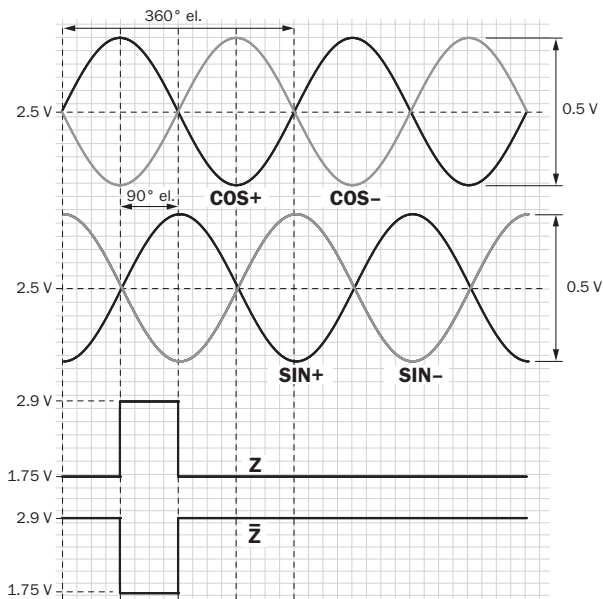 360° el.
2.5 V
0.5 V
90° el.
COS+ COS−
2.5 V
0.5 V
SIN+ SIN−
2.9 V
Z
1.75 V
2.9 V
Z̅
1.75 V